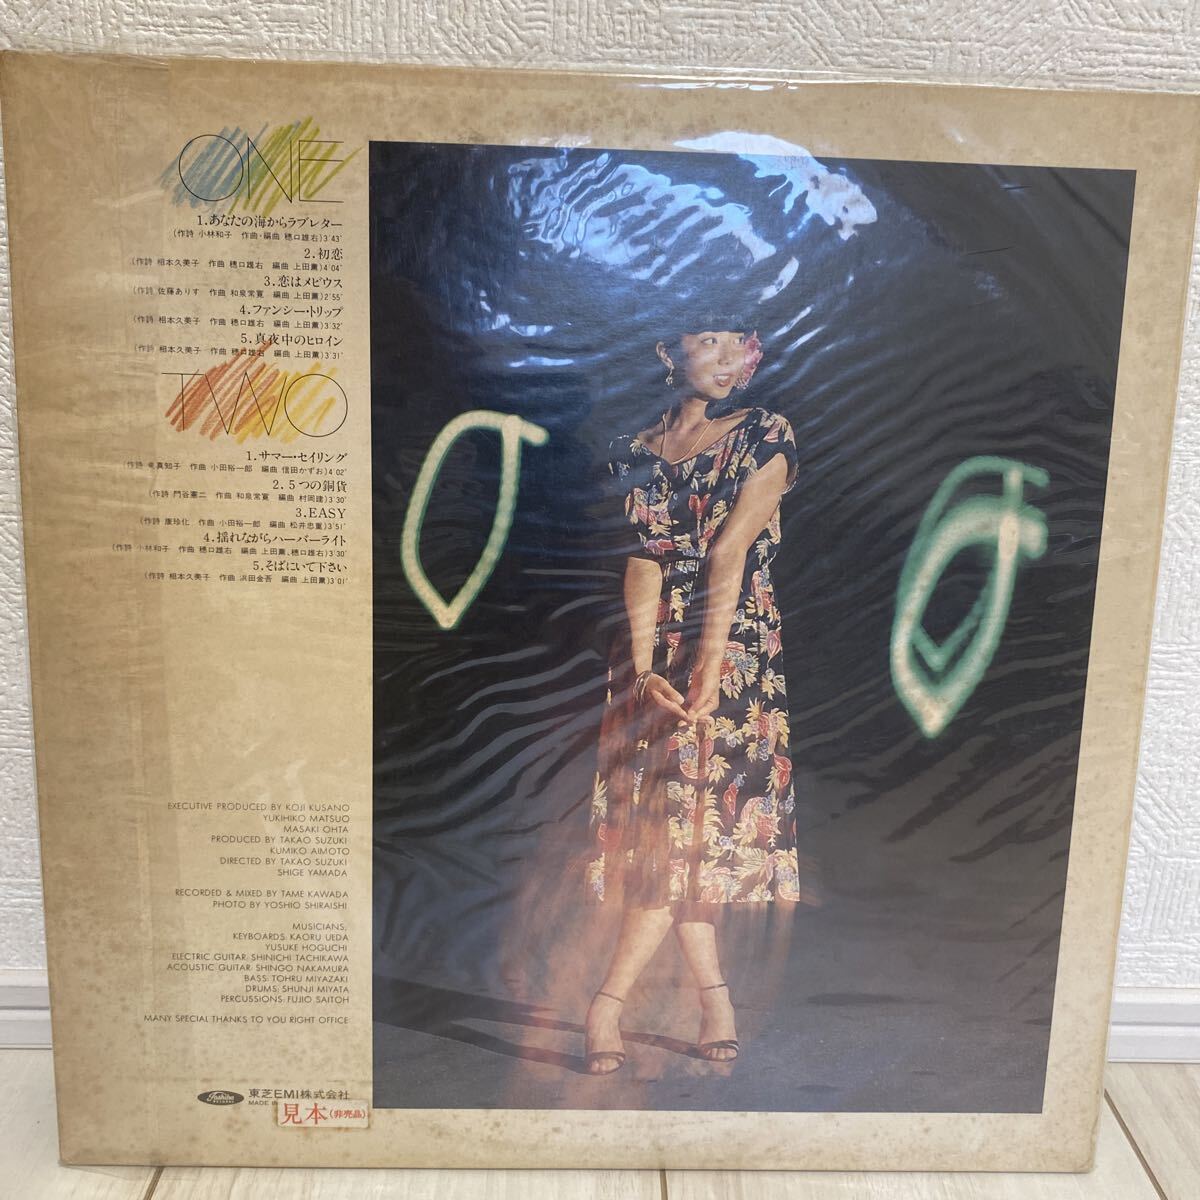 ONE
1.あなたの海からラブレター
(作詩 小林和子 作曲・編曲 穂口雄右)3'43"
2.初恋
(作詩 相本久美子 作曲 穂口雄右 編曲 上田薫)4'04"
3.恋はメビウス
(作詩 佐藤ありす 作曲 和泉常寛 編曲 上田薫)2'55"
4.ファンシー・トリップ
(作詩 相本久美子 作曲 穂口雄右 編曲 上田薫)3'32"
5.真夜中のヒロイン
(作詩 相本久美子 作曲 穂口雄右 編曲 上田薫)3'31"
TWO
1.サマー・セイリング
(作詩 竜真知子 作曲 小田裕一郎 編曲 信田かずお)4'02"
2.5つの銅貨
(作詩 門谷憲二 作曲 和泉常寛 編曲 村岡建)3'30"
3.EASY
(作詩 康珍化 作曲 小田裕一郎 編曲 松井忠重)3'51"
4.揺れながらハーバーライト
(作詩 小林和子 作曲 穂口雄右 編曲 上田薫、穂口雄右)3'30"
5.そばにいて下さい
(作詩 相本久美子 作曲 浜田金吾 編曲 上田薫)3'01"
EXECUTIVE PRODUCED BY KOJI KUSANO
YUKIHIKO MATSUO
MASAKI OHTA
PRODUCED BY TAKAO SUZUKI
KUMIKO AIMOTO
DIRECTED BY TAKAO SUZUKI
SHIGE YAMADA
RECORDED & MIXED BY TAME KAWADA
PHOTO BY YOSHIO SHIRAISHI
MUSICIANS;
KEYBOARDS: KAORU UEDA
YUSUKE HOGUCHI
ELECTRIC GUITAR: SHINICHI TACHIKAWA
ACOUSTIC GUITAR: SHINGO NAKAMURA
BASS: TOHRU MIYAZAKI
DRUMS: SHUNJI MIYATA
PERCUSSIONS: FUJIO SAITOH
MANY SPECIAL THANKS TO YOU RIGHT OFFICE
Toshiba
RECORDS
東芝EMI株式会社
MADE IN
見本(非売品)